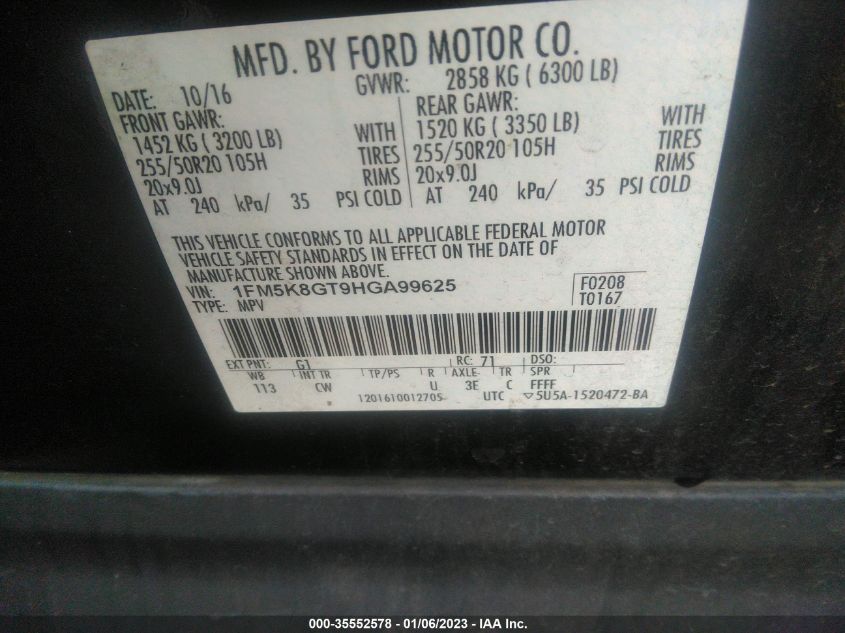 MFD. BY FORD MOTOR CO.
DATE: 10/16 GVWR: 2858 KG ( 6300 LB)
FRONT GAWR: REAR GAWR:
1452 KG ( 3200 LB) WITH 1520 KG ( 3350 LB) WITH
255/50R20 105H TIRES 255/50R20 105H TIRES
20x9.0J RIMS 20x9.0J RIMS
AT 240 kPa/ 35 PSI COLD AT 240 kPa/ 35 PSI COLD
THIS VEHICLE CONFORMS TO ALL APPLICABLE FEDERAL MOTOR
VEHICLE SAFETY STANDARDS IN EFFECT ON THE DATE OF
MANUFACTURE SHOWN ABOVE.
VIN: 1FM5K8GT9HGA99625 F0208
TYPE: MPV T0167
EXT PNT: G1 RC: 71 DSO:
WB INT TR TP/PS R AXLE TR SPR
113 CW U 3E C FFFF
1201610012705 UTC ▽5U5A-1520472-BA
000-35552578 - 01/06/2023 - IAA Inc.